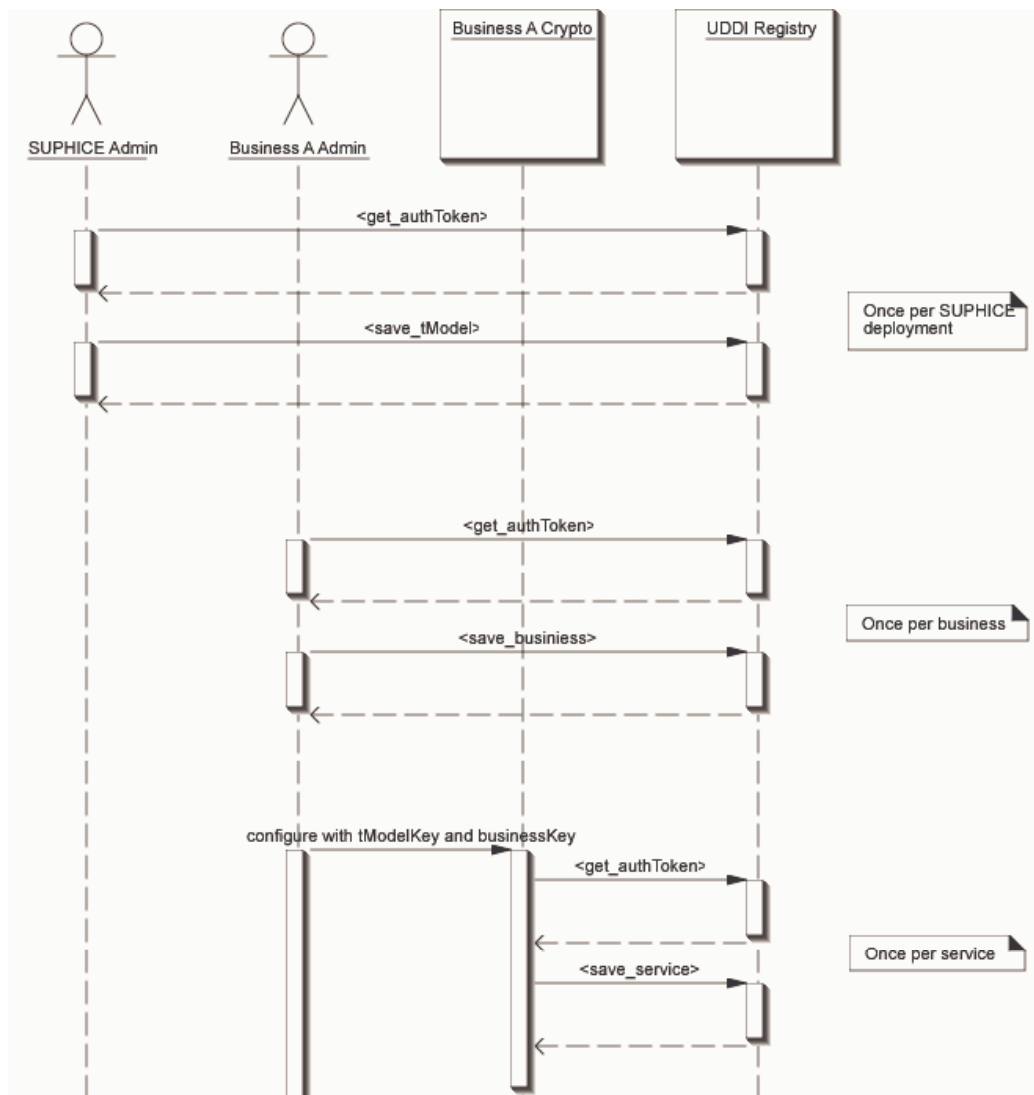 SUPHICE Admin
Business A Admin
Business A Crypto
UDDI Registry
<get_authToken>
Once per SUPHICE
deployment
<save_tModel>
<get_authToken>
Once per business
<save_businiess>
configure with tModelKey and businessKey
<get_authToken>
Once per service
<save_service>